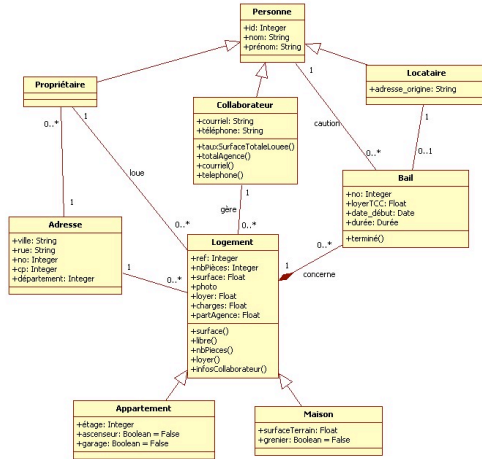 Personne
+id: Integer
+nom: String
+prénom: String
Propriétaire
Collaborateur
+courriel: String
+téléphone: String
+tauxSurfaceTotaleLouee()
+totalAgence()
+courriel()
+telephone()
Locataire
+adresse_origine: String
1
1
1
0..*
1
caution
0..1
0..*
loue
Bail
+no: Integer
+loyerTCC: Float
+date_début: Date
+durée: Durée
+terminé()
1
gère
0..*
1
0..*
Adresse
+ville: String
+rue: String
+no: Integer
+cp: Integer
+département: Integer
1
0..*
Logement
+ref: Integer
+nbPièces: Integer
+surface: Float
+photo
+loyer: Float
+charges: Float
+partAgence: Float
+surface()
+libre()
+nbPieces()
+loyer()
+infosCollaborateur()
0..*
1
concerne
Appartement
+étage: Integer
+ascenseur: Boolean = False
+garage: Boolean = False
Maison
+surfaceTerrain: Float
+grenier: Boolean = False